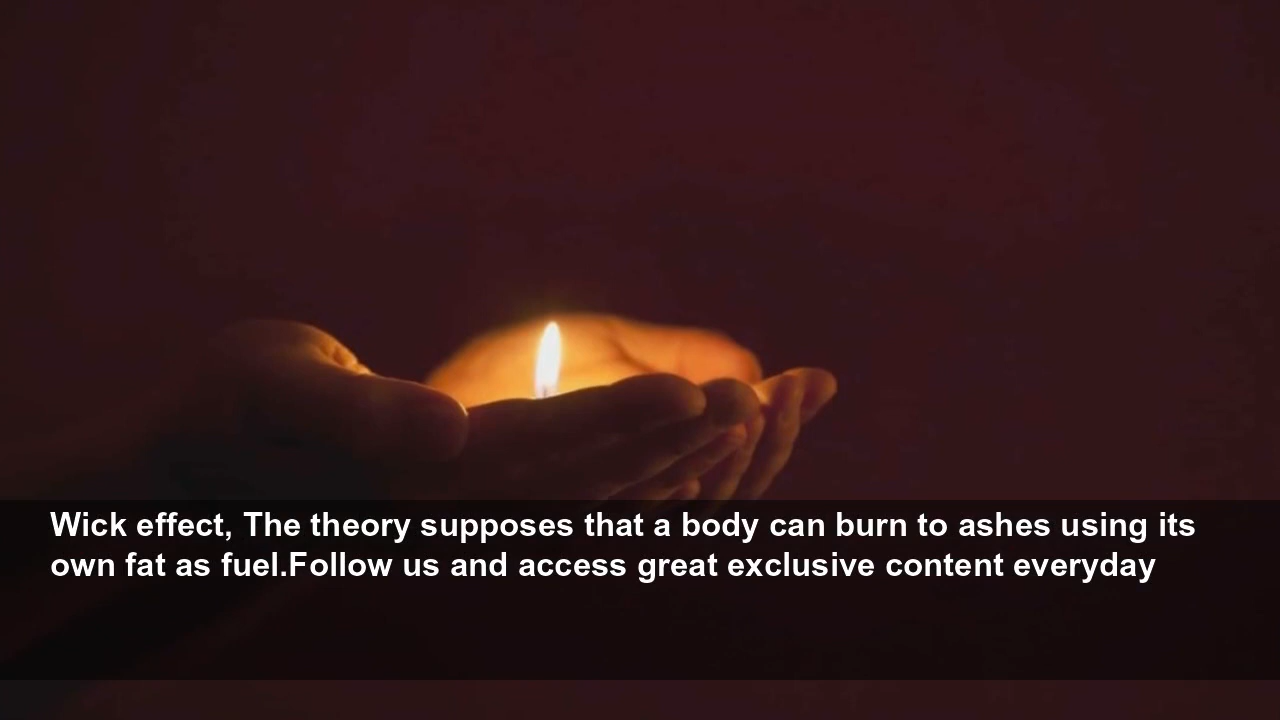 Wick effect, The theory supposes that a body can burn to ashes using its
own fat as fuel.Follow us and access great exclusive content everyday